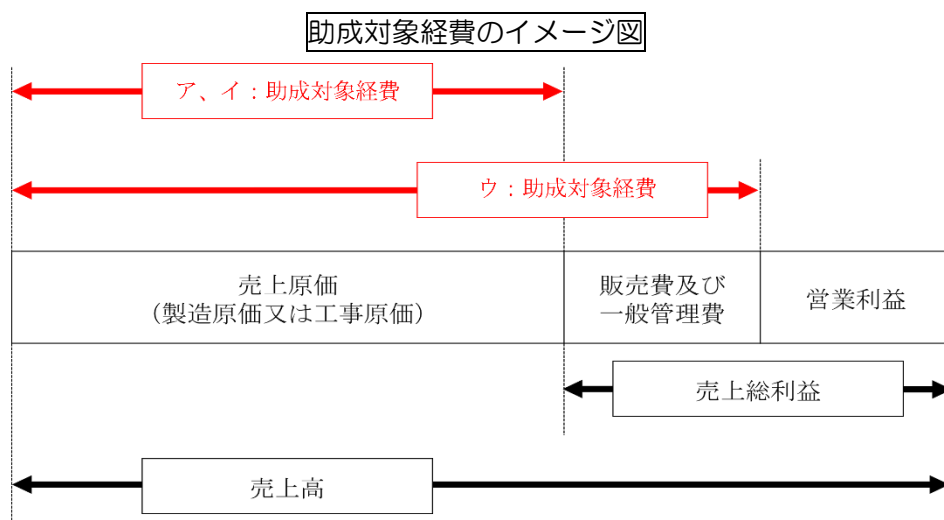 助成対象経費のイメージ図
ア、イ：助成対象経費
ウ：助成対象経費
売上原価
（製造原価又は工事原価）
販売費及び
一般管理費
営業利益
売上総利益
売上高